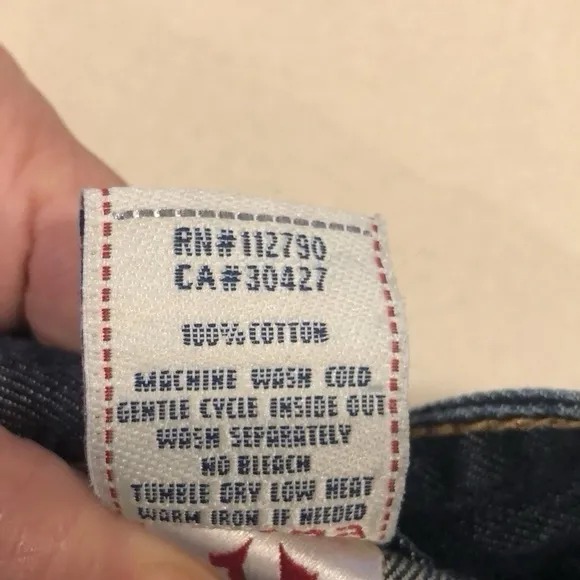 RN#112790
CA#30427
100% COTTON
MACHINE WASH COLD
GENTLE CYCLE INSIDE OUT
WASH SEPARATELY
NO BLEACH
TUMBLE DRY LOW HEAT
WARM IRON IF NEEDED